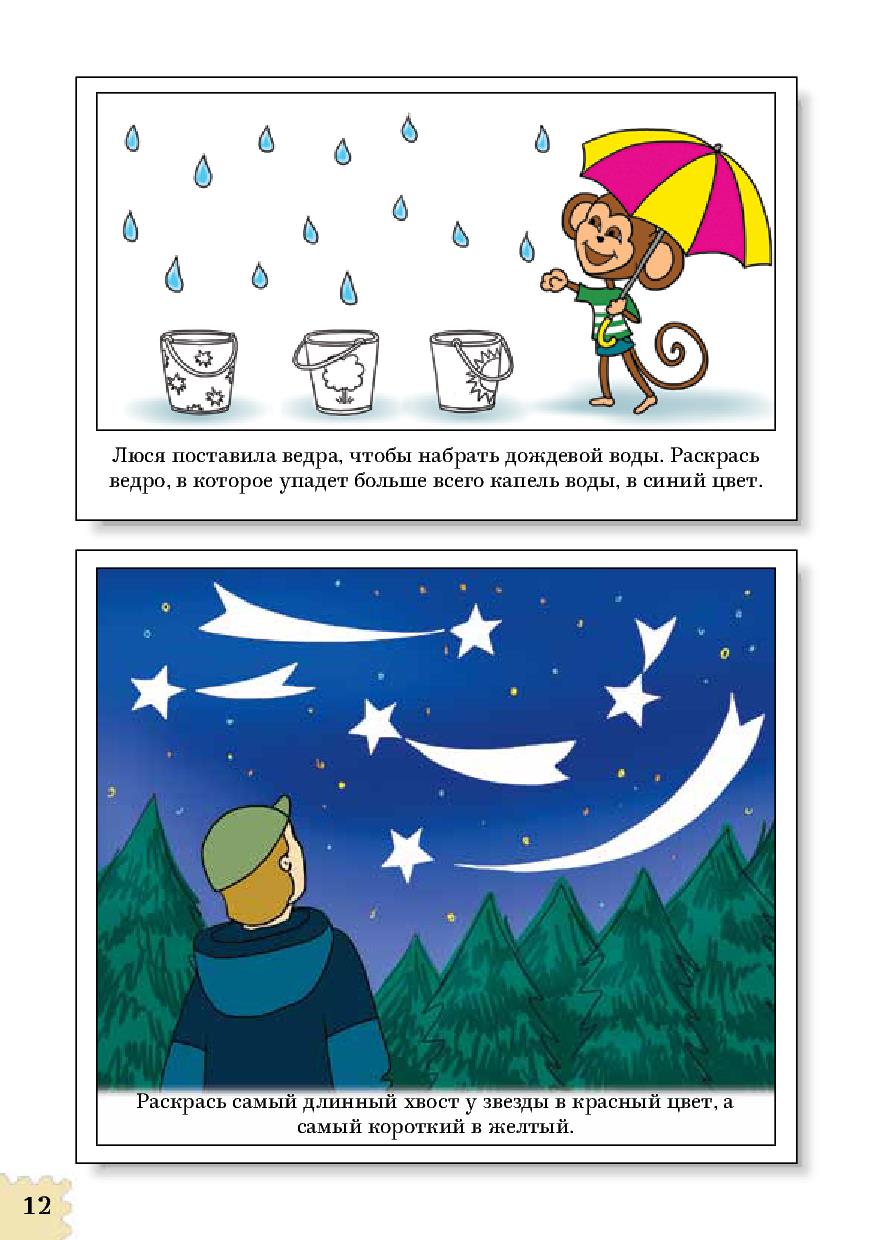 Люся поставила ведра, чтобы набрать дождевой воды. Раскрась
ведро, в которое упадет больше всего капель воды, в синий цвет.
Раскрась самый длинный хвост у звезды в красный цвет, а
самый короткий в желтый.
12